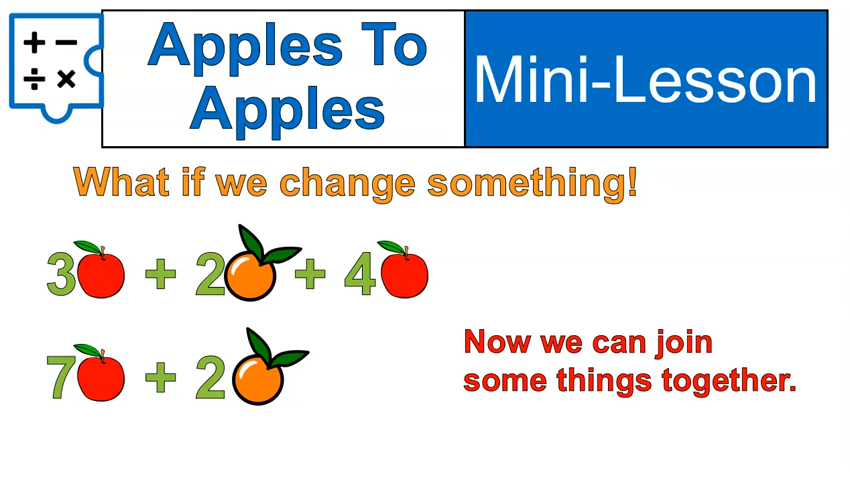 + −
÷ ×
Apples To
Apples
Mini-Lesson
What if we change something!
3 + 2 + 4
7 + 2
Now we can join
some things together.